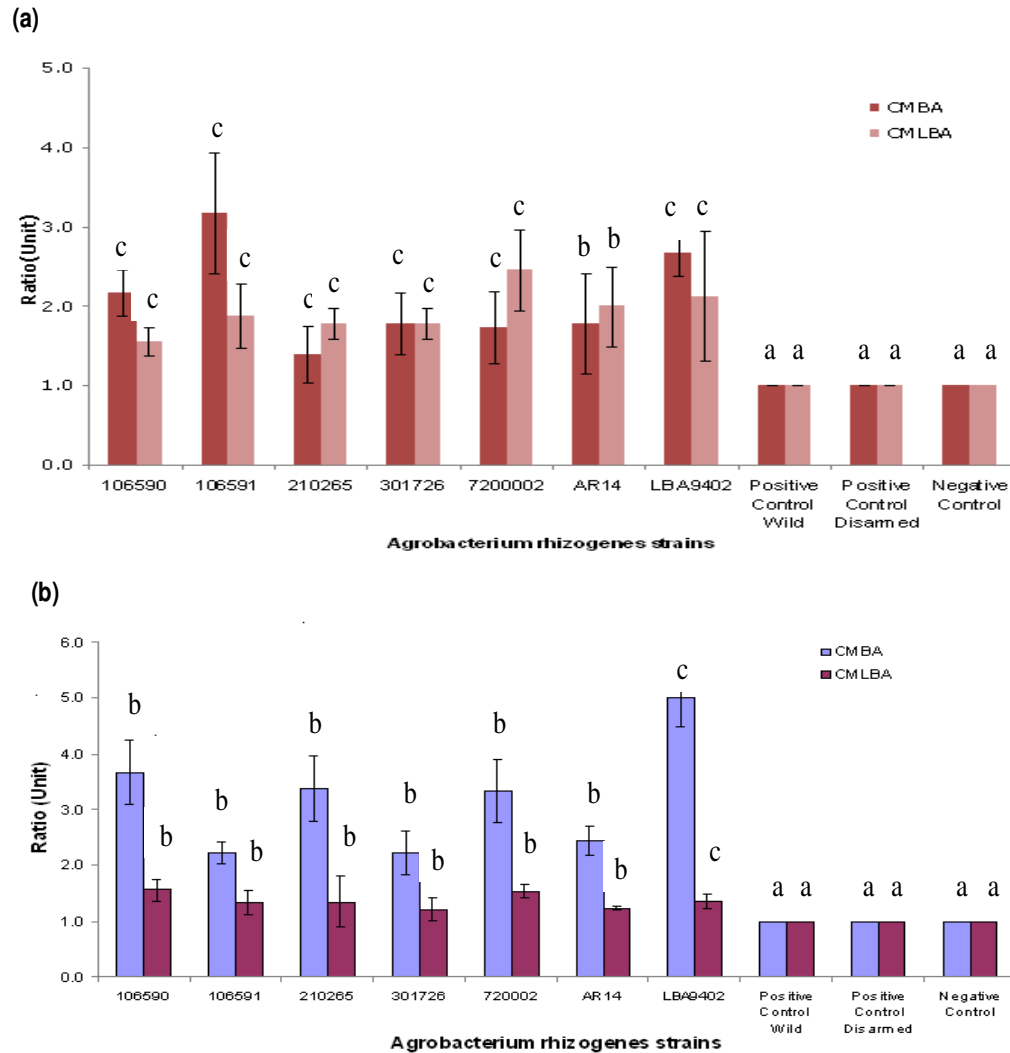 (a)
5.0
4.0
3.0
2.0
1.0
0.0
Ratio(Unit)
CMBA
CMLBA
c c c c c c c c c c b b c c a a a a a a
106590 106591 210265 301726 7200002 AR14 LBA9402 Positive Control Wild Positive Control Disarmed Negative Control
Agrobacterium rhizogenes strains
(b)
6.0
5.0
4.0
3.0
2.0
1.0
0.0
Ratio (Unit)
CMBA
CMLBA
b b b b b b b b b b b b c c a a a a a a
106590 106591 210265 301726 720002 AR14 LBA9402 Positive Control Wild Positive Control Disarmed Negative Control
Agrobacterium rhizogenes strains